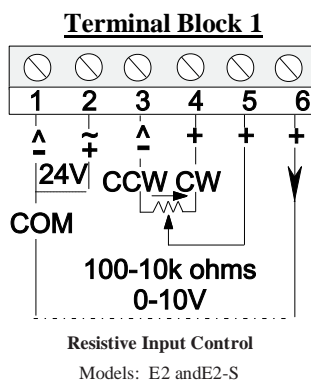 Terminal Block 1
1 2 3 4 5 6
^ ~ ^ + + +
- + -
24V CCW CW
COM
100-10k ohms
0-10V
Resistive Input Control
Models: E2 andE2-S